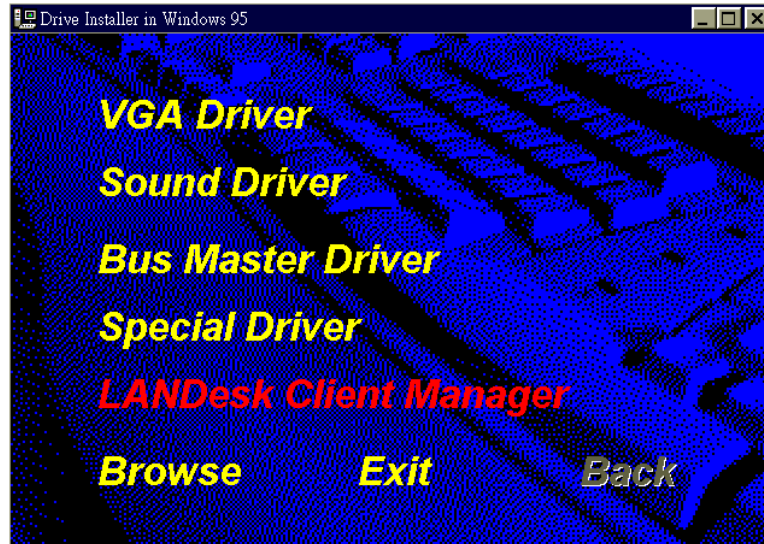 Drive Installer in Windows 95
VGA Driver
Sound Driver
Bus Master Driver
Special Driver
LANDesk Client Manager
Browse Exit Back